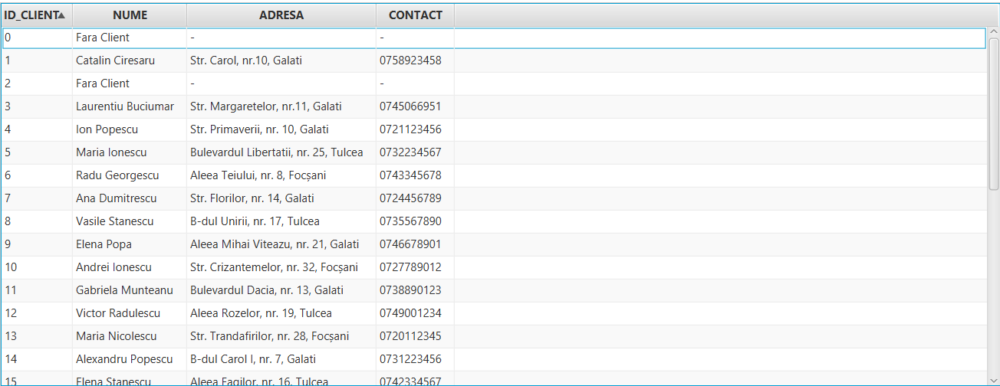 ID_CLIENT NUME ADRESA CONTACT
0 Fara Client - -
1 Catalin Ciresaru Str. Carol, nr.10, Galati 0758923458
2 Fara Client - -
3 Laurentiu Buciumar Str. Margaretelor, nr.11, Galati 0745066951
4 Ion Popescu Str. Primaverii, nr. 10, Galati 0721123456
5 Maria Ionescu Bulevardul Libertatii, nr. 25, Tulcea 0732234567
6 Radu Georgescu Aleea Teiului, nr. 8, Focșani 0743345678
7 Ana Dumitrescu Str. Florilor, nr. 14, Galati 0724456789
8 Vasile Stanescu B-dul Unirii, nr. 17, Tulcea 0735567890
9 Elena Popa Aleea Mihai Viteazu, nr. 21, Galati 0746678901
10 Andrei Ionescu Str. Crizantemelor, nr. 32, Focșani 0727789012
11 Gabriela Munteanu Bulevardul Dacia, nr. 13, Galati 0738890123
12 Victor Radulescu Aleea Rozelor, nr. 19, Tulcea 0749001234
13 Maria Nicolescu Str. Trandafirilor, nr. 28, Focșani 0720112345
14 Alexandru Popescu B-dul Carol I, nr. 7, Galati 0731223456
15 Elena Stanescu Aleea Fagilor, nr. 16, Tulcea 0742334567